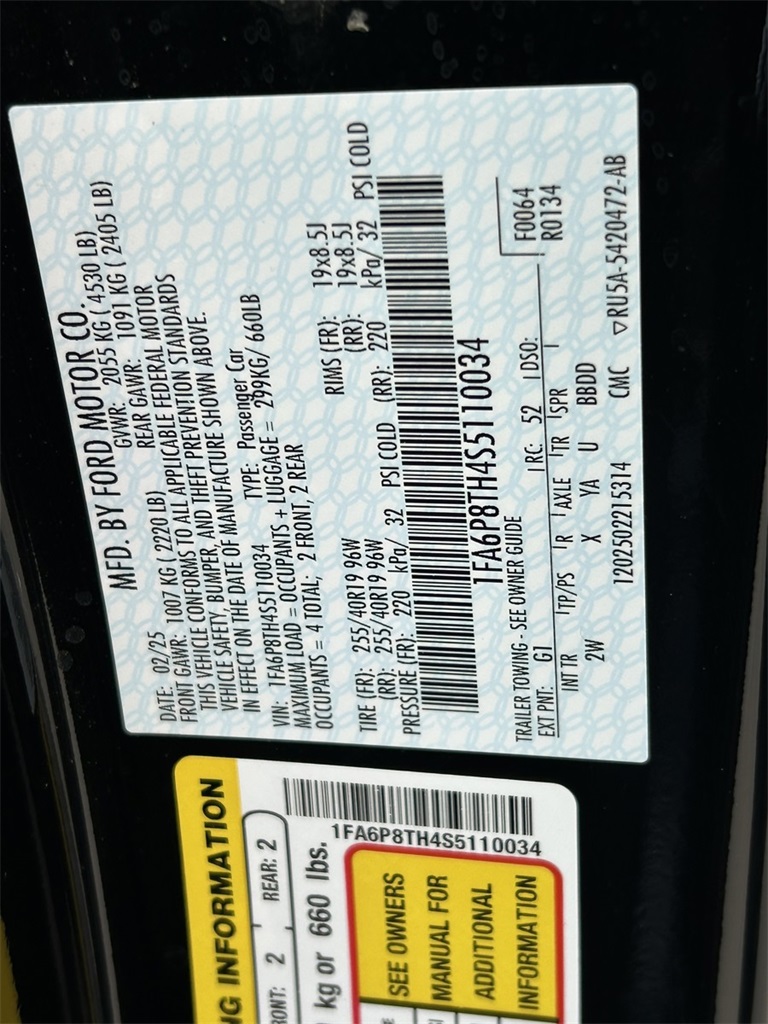 MFD. BY FORD MOTOR CO.
DATE: 02/25 GVWR: 2055 KG ( 4530 LB)
FRONT GAWR: 1007 KG ( 2220 LB) REAR GAWR: 1091 KG ( 2405 LB)
THIS VEHICLE CONFORMS TO ALL APPLICABLE FEDERAL MOTOR
VEHICLE SAFETY, BUMPER, AND THEFT PREVENTION STANDARDS
IN EFFECT ON THE DATE OF MANUFACTURE SHOWN ABOVE.
VIN: 1FA6P8TH4S5110034 TYPE: Passenger Car
MAXIMUM LOAD = OCCUPANTS + LUGGAGE = 299KG/ 660LB
OCCUPANTS = 4 TOTAL; 2 FRONT, 2 REAR
TIRE (FR): 255/40R19 96W RIMS (FR): 19x8.5J
(RR): 255/40R19 96W (RR): 19x8.5J
PRESSURE (FR): 220 kPa/ 32 PSI COLD (RR): 220 kPa/ 32 PSI COLD
1FA6P8TH4S5110034
TRAILER TOWING - SEE OWNER GUIDE
EXT PNT: G1 RC: 52 DSO: F0064
R0134
INT TR TP/PS R AXLE TR SPR
2W X YA U BBDD
1202502215314 CMC ▽RU5A-5420472-AB
NG INFORMATION
RONT: 2 REAR: 2
kg or 660 lbs.
1FA6P8TH4S5110034
SEE OWNERS
MANUAL FOR
ADDITIONAL
INFORMATION